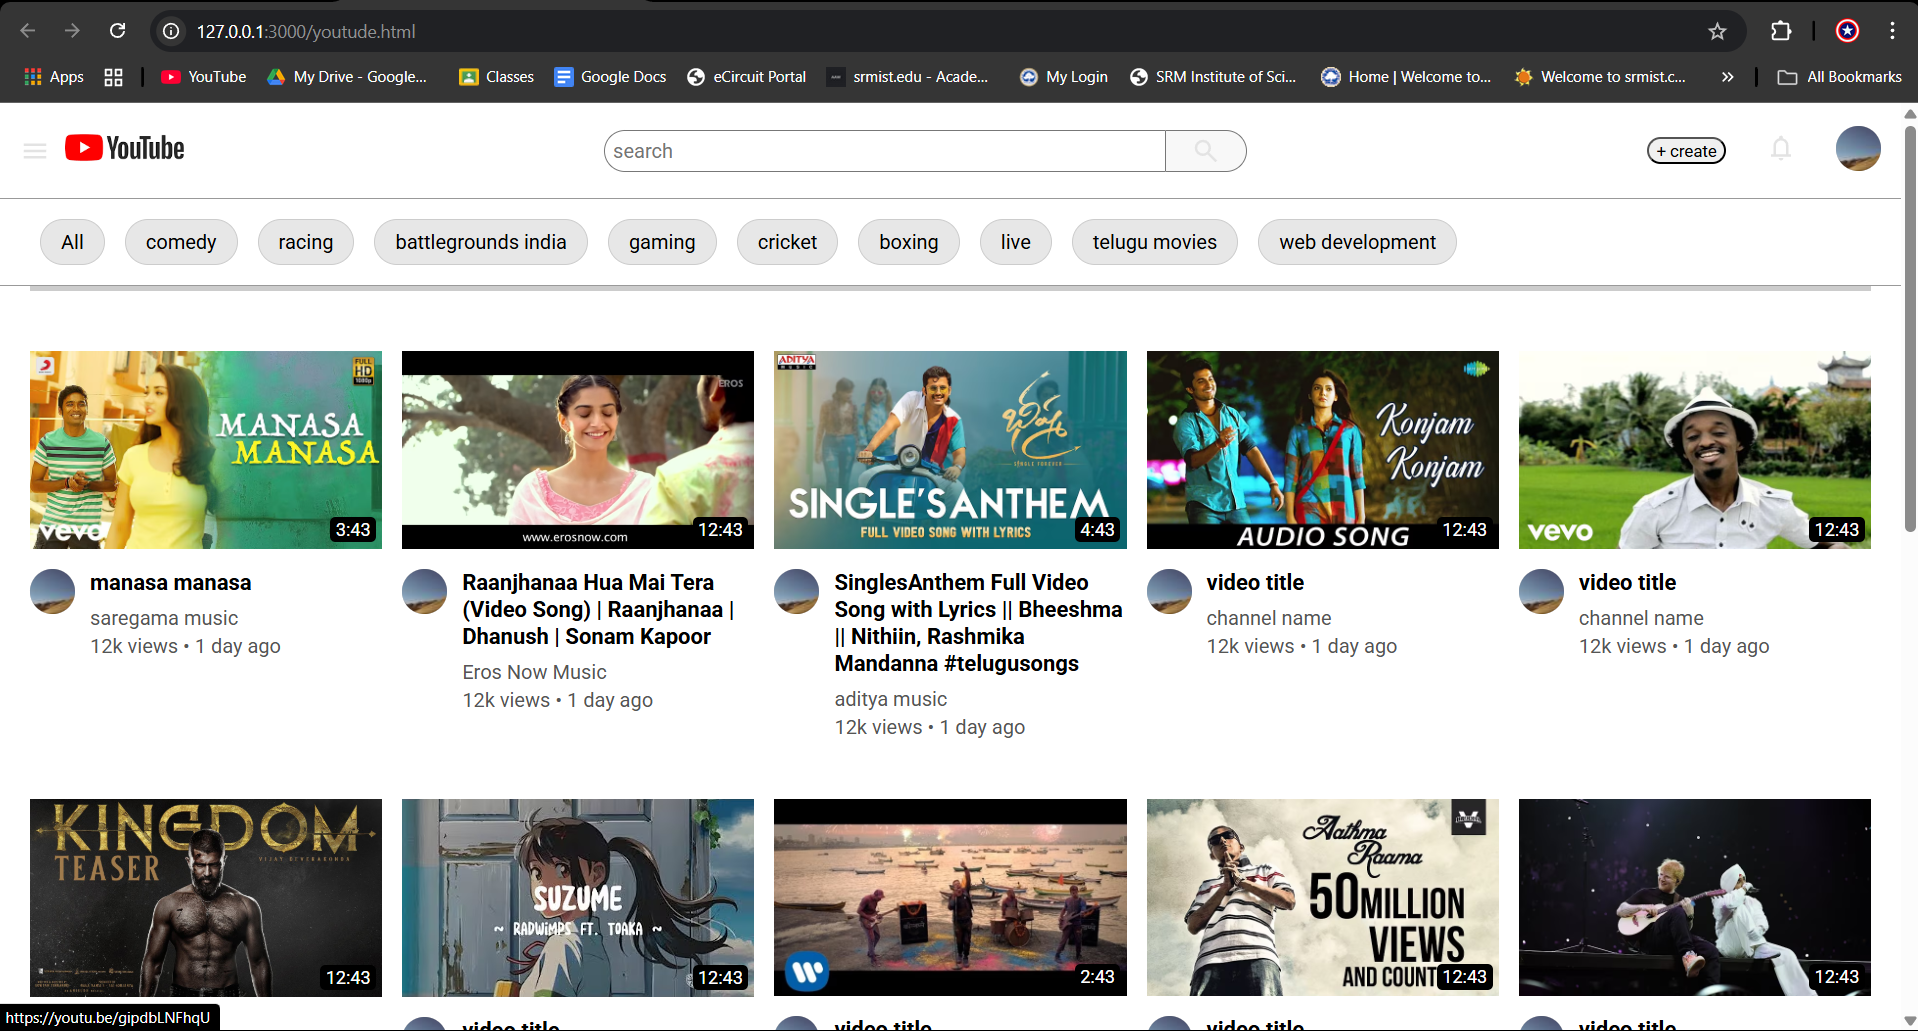 127.0.0.1:3000/youtude.html
Apps
YouTube
My Drive - Google...
Classes
Google Docs
eCircuit Portal
srmist.edu - Acade...
My Login
SRM Institute of Sci...
Home | Welcome to...
Welcome to srmist.c...
»
All Bookmarks
YouTube
search
+ create
All
comedy
racing
battlegrounds india
gaming
cricket
boxing
live
telugu movies
web development
FULL
HD
1080p
MANASA
MANASA
vevo
3:43
EROS
www.erosnow.com
12:43
ADITYA
MUSIC
భీష్మ
SINGLE FOREVER
SINGLE'S ANTHEM
FULL VIDEO SONG WITH LYRICS
4:43
Konjam
Konjam
AUDIO SONG
12:43
vevo
12:43
manasa manasa
saregama music
12k views • 1 day ago
Raanjhanaa Hua Mai Tera
(Video Song) | Raanjhanaa |
Dhanush | Sonam Kapoor
Eros Now Music
12k views • 1 day ago
SinglesAnthem Full Video
Song with Lyrics || Bheeshma
|| Nithiin, Rashmika
Mandanna #telugusongs
aditya music
12k views • 1 day ago
video title
channel name
12k views • 1 day ago
video title
channel name
12k views • 1 day ago
KINGDOM
VIJAY DEVERAKONDA
TEASER
12:43
SUZUME
~ RADWIMPS FT. TOAKA ~
12:43
2:43
Aathma
Raama
50 MILLION
VIEWS
AND COUNT
12:43
12:43
https://youtu.be/gipdbLNFhqU
video title
video title
video title
video title